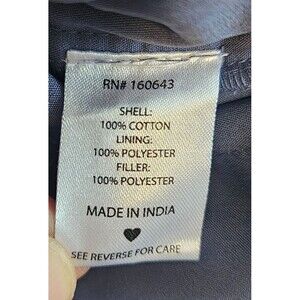 RN# 160643
SHELL:
100% COTTON
LINING:
100% POLYESTER
FILLER:
100% POLYESTER
MADE IN INDIA
SEE REVERSE FOR CARE